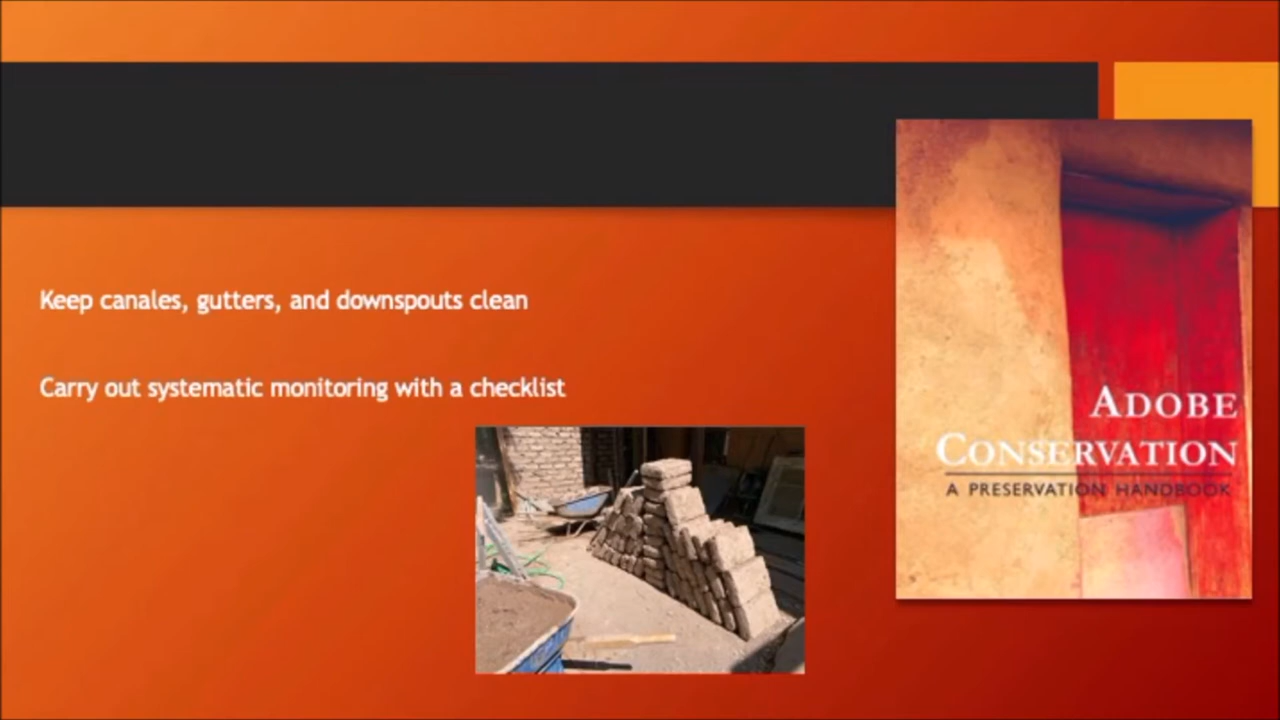 Keep canales, gutters, and downspouts clean
Carry out systematic monitoring with a checklist
ADOBE
CONSERVATION
A PRESERVATION HANDBOOK